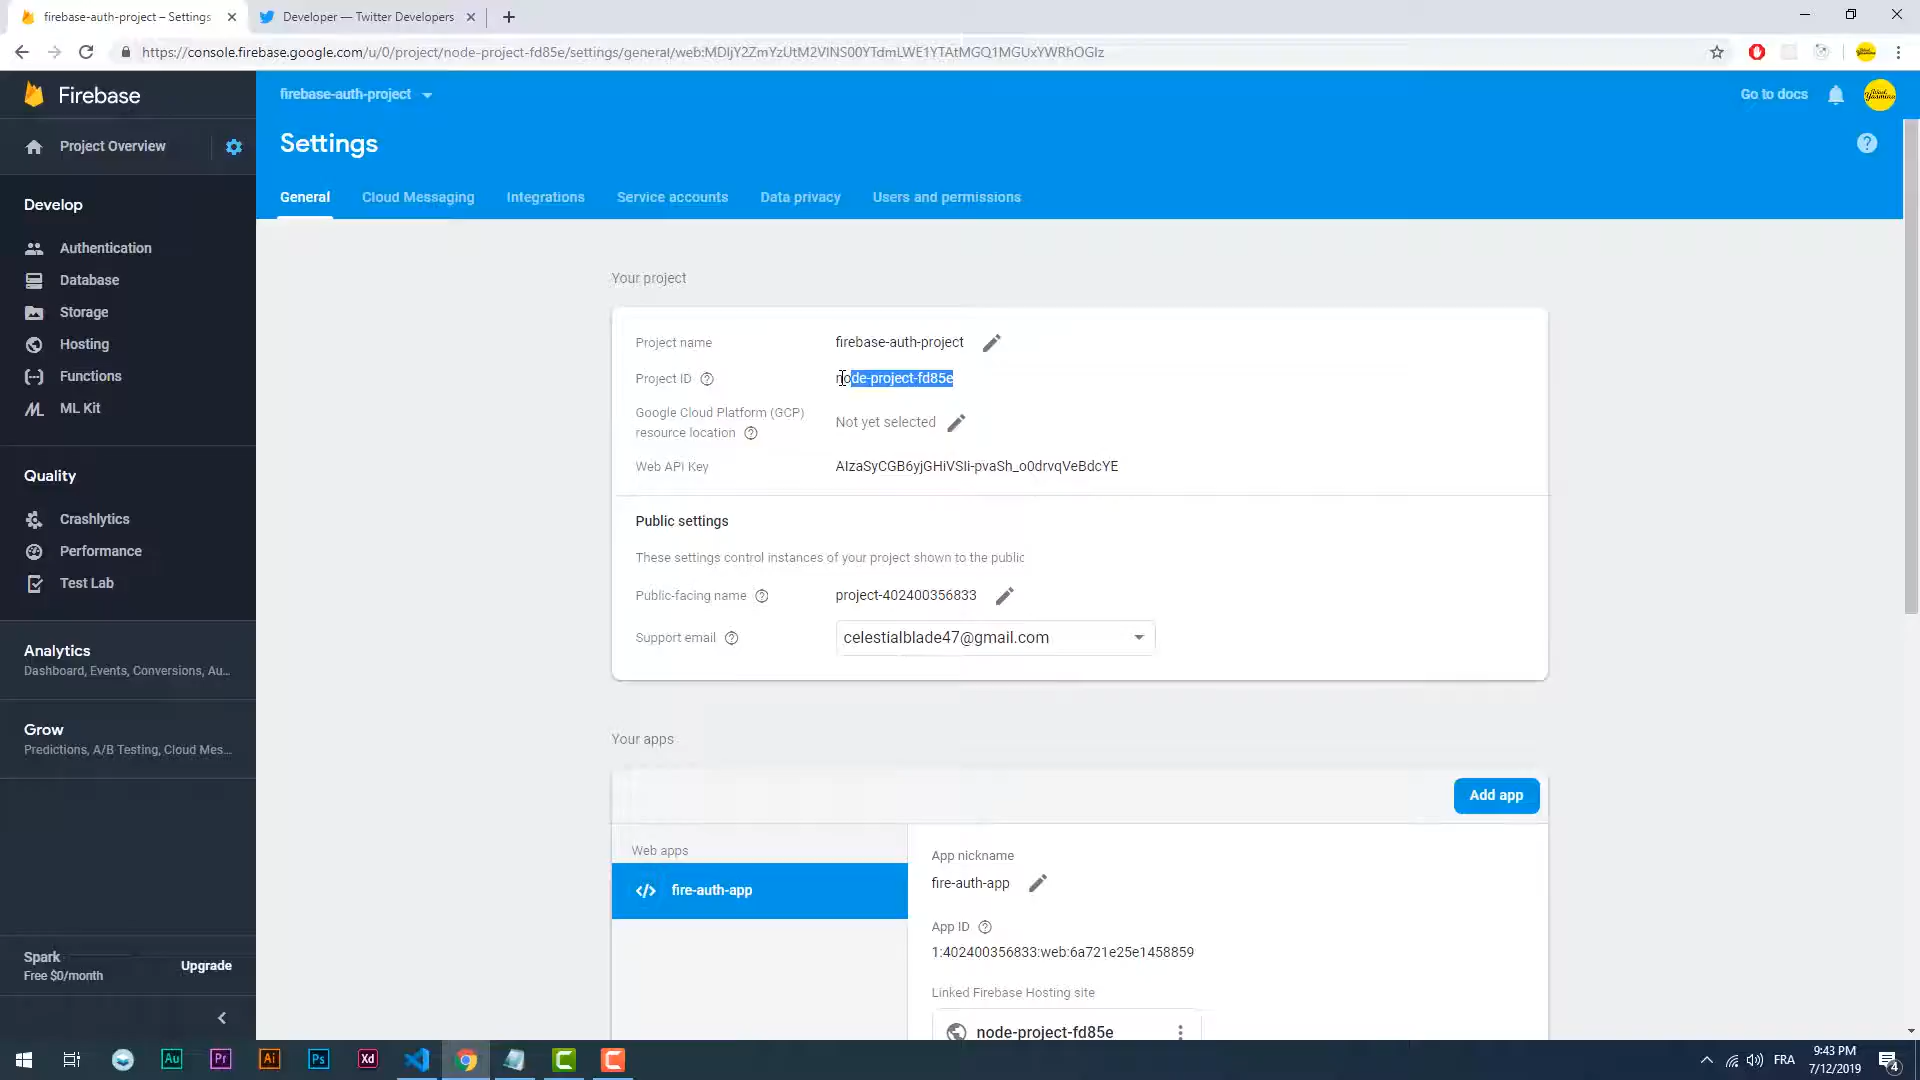 firebase-auth-project – Settings
Developer — Twitter Developers
https://console.firebase.google.com/u/0/project/node-project-fd85e/settings/general/web:MDljY2ZmYzUtM2VlNS00YTdmLWE1YTAtMGQ1MGUxYWRhOGIz
Firebase
firebase-auth-project
Go to docs
Project Overview
Settings
General
Cloud Messaging
Integrations
Service accounts
Data privacy
Users and permissions
Develop
Authentication
Database
Storage
Hosting
Functions
ML Kit
Quality
Crashlytics
Performance
Test Lab
Analytics
Dashboard, Events, Conversions, Au...
Grow
Predictions, A/B Testing, Cloud Mes...
Spark
Free $0/month
Upgrade
Your project
Project name
firebase-auth-project
Project ID
node-project-fd85e
Google Cloud Platform (GCP)
resource location
Not yet selected
Web API Key
AIzaSyCGB6yjGHiVSIi-pvaSh_o0drvqVeBdcYE
Public settings
These settings control instances of your project shown to the public
Public-facing name
project-402400356833
Support email
celestialblade47@gmail.com
Your apps
Add app
Web apps
fire-auth-app
App nickname
fire-auth-app
App ID
1:402400356833:web:6a721e25e1458859
Linked Firebase Hosting site
node-project-fd85e
Au
Pr
Ai
Ps
Xd
FRA
9:43 PM
7/12/2019
4